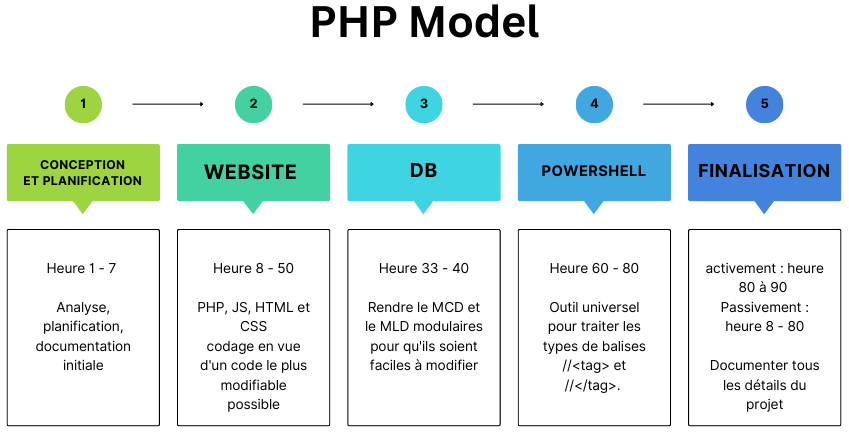 PHP Model
1
2
3
4
5
CONCEPTION
ET PLANIFICATION
WEBSITE
DB
POWERSHELL
FINALISATION
Heure 1 - 7
Analyse,
planification,
documentation
initiale
Heure 8 - 50
PHP, JS, HTML et
CSS
codage en vue
d'un code le plus
modifiable
possible
Heure 33 - 40
Rendre le MCD et
le MLD modulaires
pour qu'ils soient
faciles à modifier
Heure 60 - 80
Outil universel
pour traiter les
types de balises
//<tag> et
//</tag>.
activement : heure
80 à 90
Passivement :
heure 8 - 80
Documenter tous
les détails du
projet